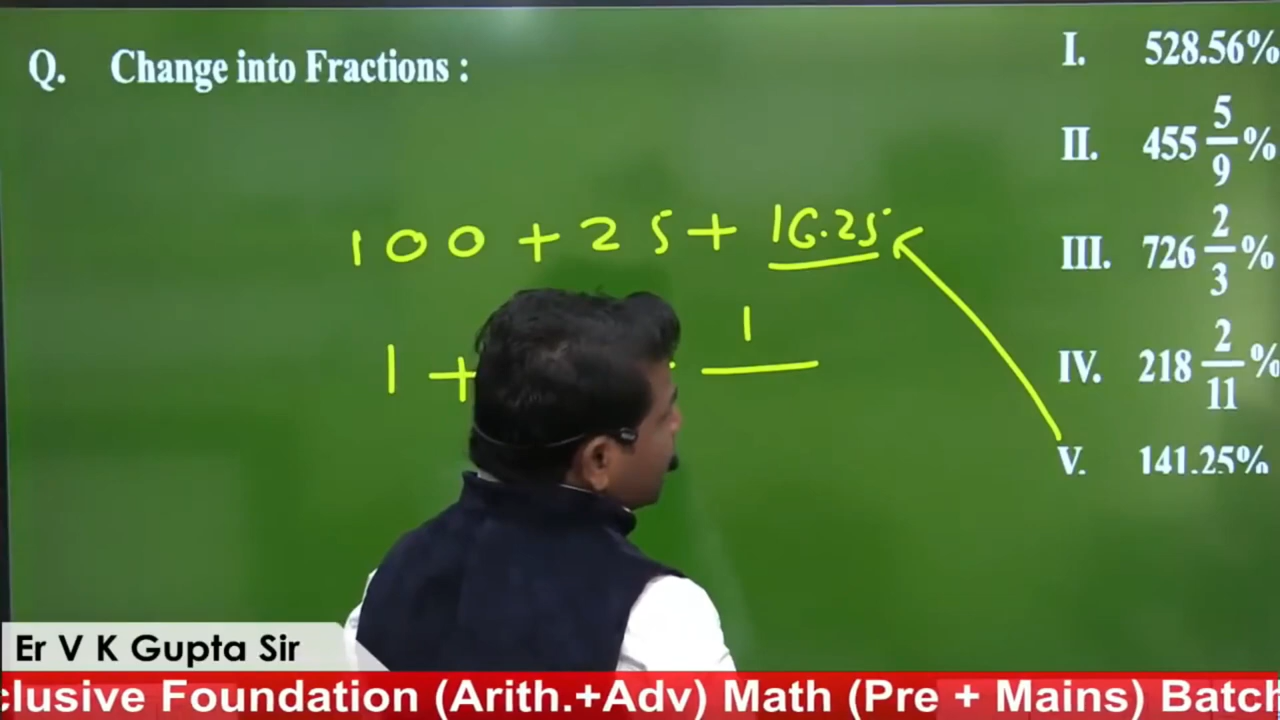 Q. Change into Fractions :
I. 528.56%
II. 455 5/9 %
III. 726 2/3 %
IV. 218 2/11 %
V. 141.25%
100 + 25 + 16.25
1 +
1
Er V K Gupta Sir
clusive Foundation (Arith.+Adv) Math (Pre + Mains) Batch